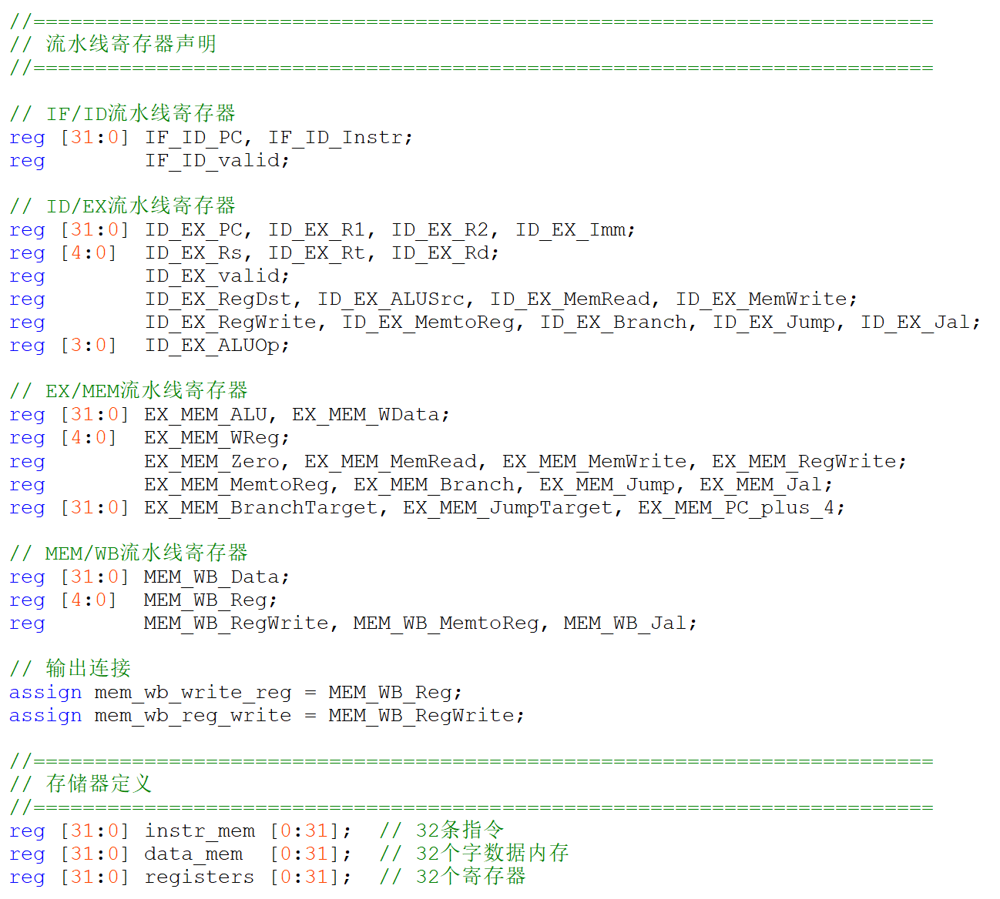 //=========================================================================
// 流水线寄存器声明
//=========================================================================
// IF/ID流水线寄存器
reg [31:0] IF_ID_PC, IF_ID_Instr;
reg        IF_ID_valid;
// ID/EX流水线寄存器
reg [31:0] ID_EX_PC, ID_EX_R1, ID_EX_R2, ID_EX_Imm;
reg [4:0]  ID_EX_Rs, ID_EX_Rt, ID_EX_Rd;
reg        ID_EX_valid;
reg        ID_EX_RegDst, ID_EX_ALUSrc, ID_EX_MemRead, ID_EX_MemWrite;
reg        ID_EX_RegWrite, ID_EX_MemtoReg, ID_EX_Branch, ID_EX_Jump, ID_EX_Jal;
reg [3:0]  ID_EX_ALUOp;
// EX/MEM流水线寄存器
reg [31:0] EX_MEM_ALU, EX_MEM_WData;
reg [4:0]  EX_MEM_WReg;
reg        EX_MEM_Zero, EX_MEM_MemRead, EX_MEM_MemWrite, EX_MEM_RegWrite;
reg        EX_MEM_MemtoReg, EX_MEM_Branch, EX_MEM_Jump, EX_MEM_Jal;
reg [31:0] EX_MEM_BranchTarget, EX_MEM_JumpTarget, EX_MEM_PC_plus_4;
// MEM/WB流水线寄存器
reg [31:0] MEM_WB_Data;
reg [4:0]  MEM_WB_Reg;
reg        MEM_WB_RegWrite, MEM_WB_MemtoReg, MEM_WB_Jal;
// 输出连接
assign mem_wb_write_reg = MEM_WB_Reg;
assign mem_wb_reg_write = MEM_WB_RegWrite;
//=========================================================================
// 存储器定义
//=========================================================================
reg [31:0] instr_mem [0:31];  // 32条指令
reg [31:0] data_mem  [0:31];  // 32个字数据内存
reg [31:0] registers [0:31];  // 32个寄存器